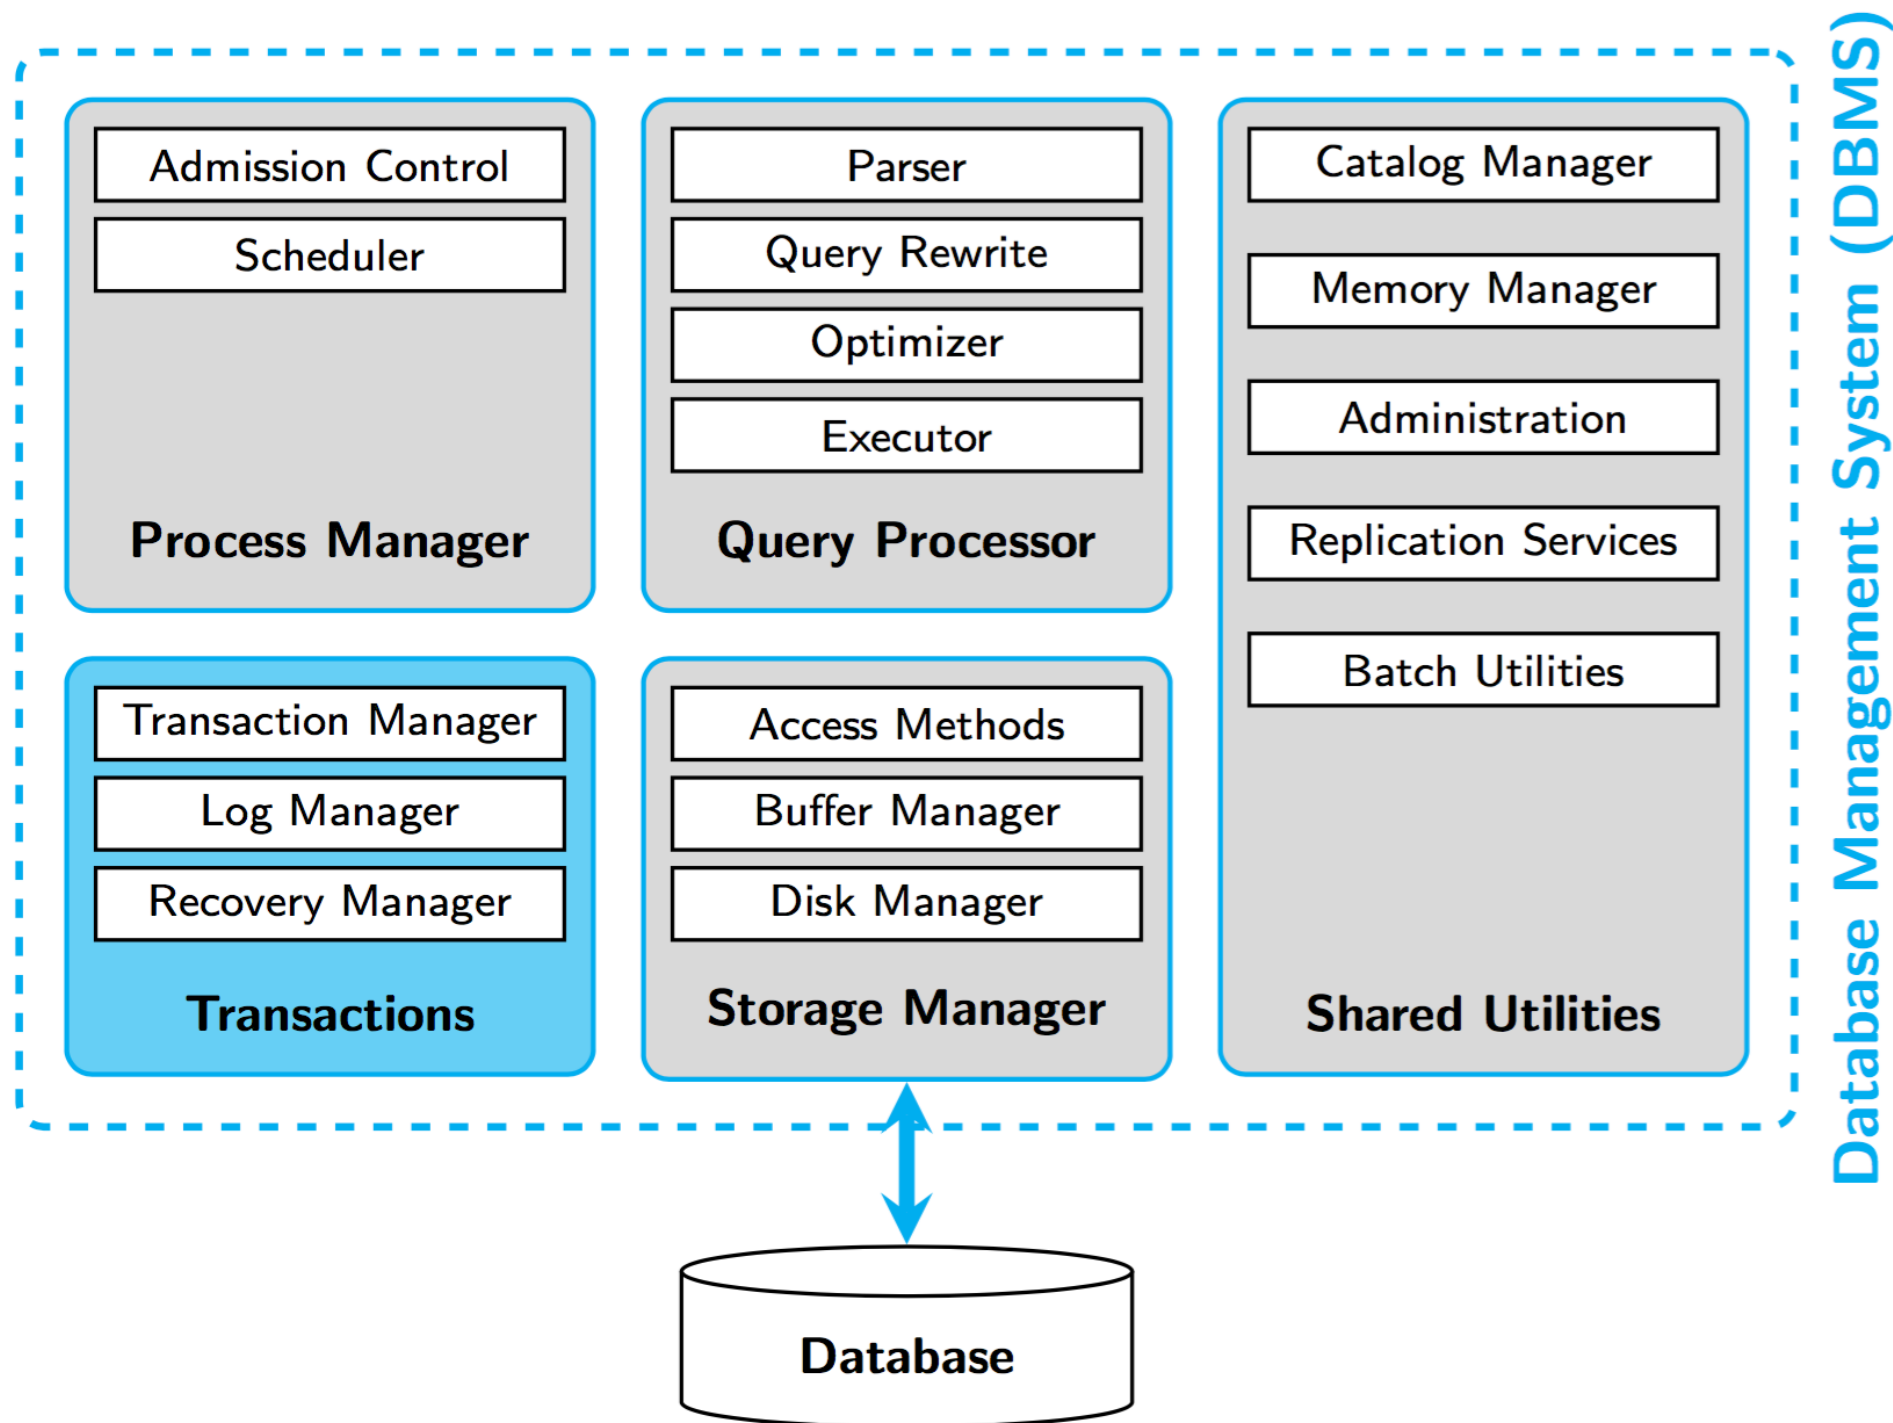 Admission Control
Scheduler
Process Manager
Parser
Query Rewrite
Optimizer
Executor
Query Processor
Catalog Manager
Memory Manager
Administration
Replication Services
Batch Utilities
Shared Utilities
Transaction Manager
Log Manager
Recovery Manager
Transactions
Access Methods
Buffer Manager
Disk Manager
Storage Manager
Database
Database Management System (DBMS)